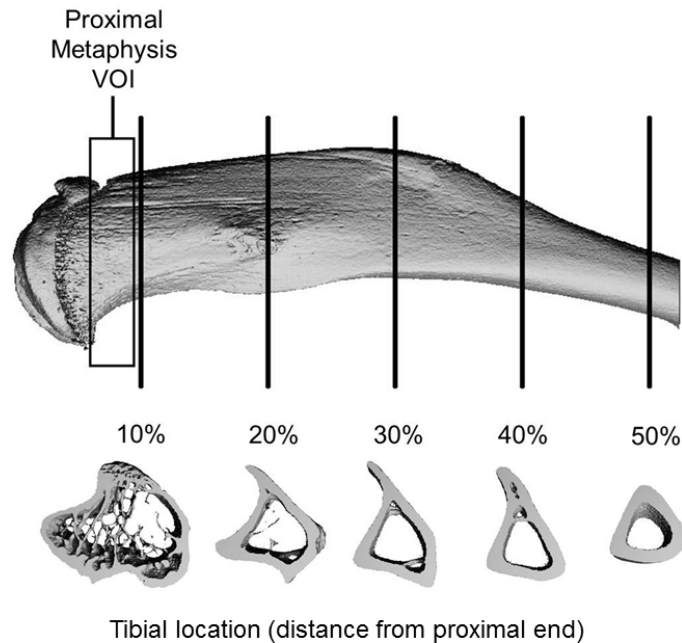 Proximal
Metaphysis
VOI
10% 20% 30% 40% 50%
Tibial location (distance from proximal end)